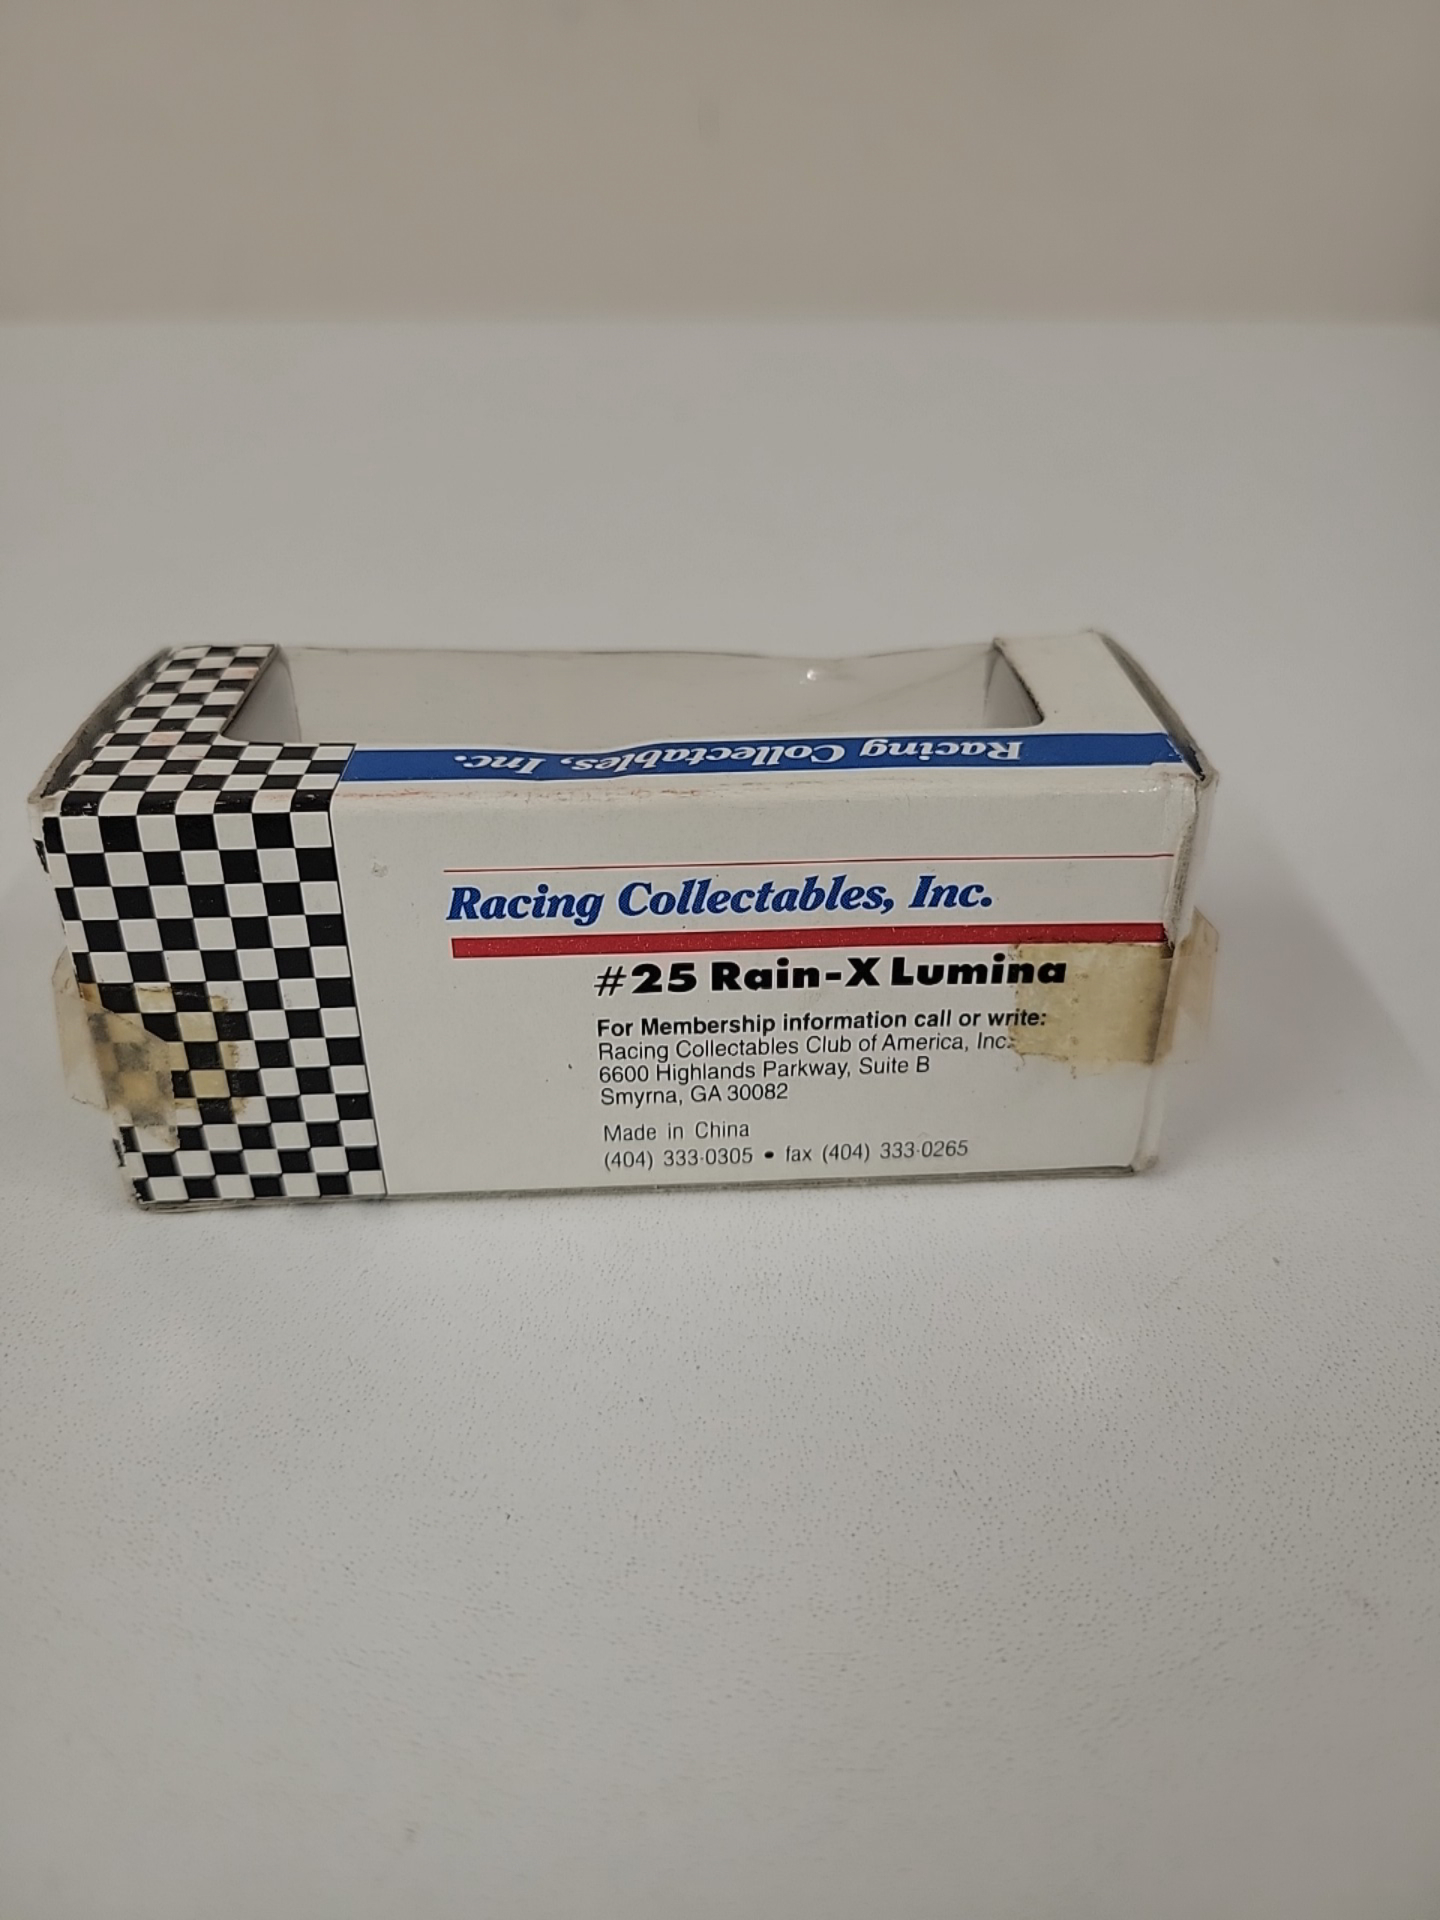 Racing Collectables, Inc.
Racing Collectables, Inc.
#25 Rain-X Lumina
For Membership information call or write:
Racing Collectables Club of America, Inc.
6600 Highlands Parkway, Suite B
Smyrna, GA 30082
Made in China
(404) 333-0305 • fax (404) 333-0265